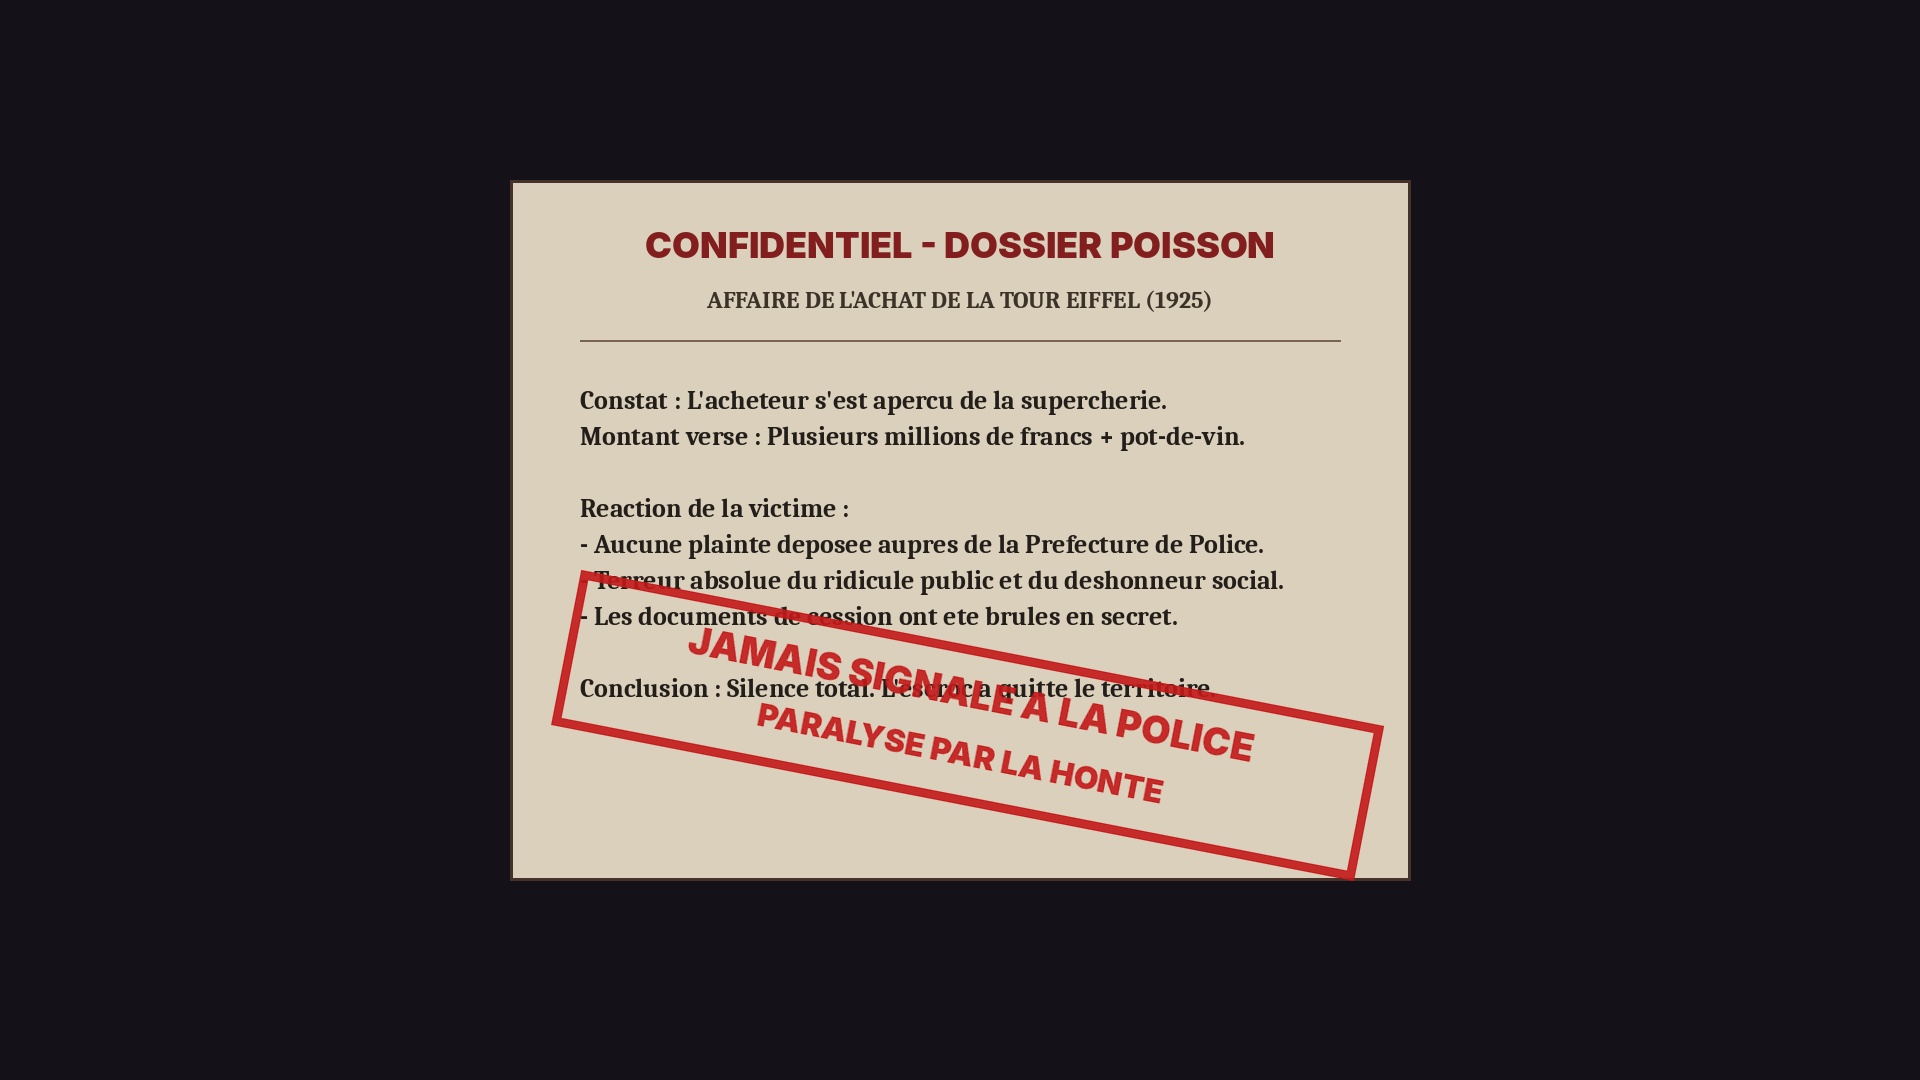 CONFIDENTIEL - DOSSIER POISSON
AFFAIRE DE L'ACHAT DE LA TOUR EIFFEL (1925)
Constat : L'acheteur s'est apercu de la supercherie.
Montant verse : Plusieurs millions de francs + pot-de-vin.
Reaction de la victime :
- Aucune plainte deposee aupres de la Prefecture de Police.
- Terreur absolue du ridicule public et du deshonneur social.
- Les documents de cession ont ete brules en secret.
Conclusion : Silence total. L'escroc a quitte le territoire.
JAMAIS SIGNALE A LA POLICE
PARALYSE PAR LA HONTE